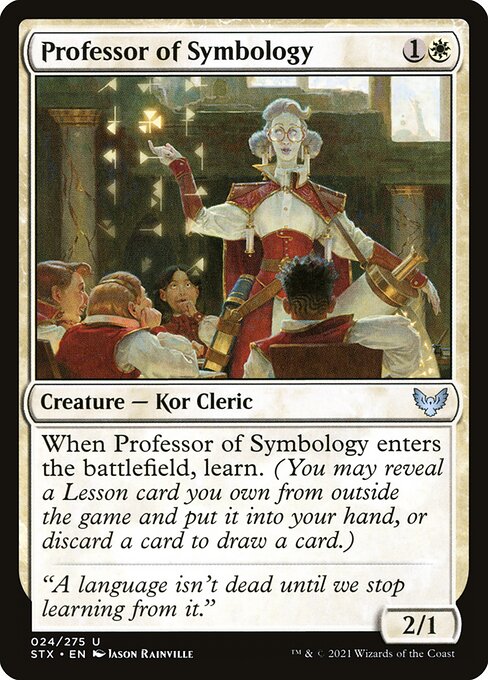 Professor of Symbology 1
Creature — Kor Cleric
When Professor of Symbology enters
the battlefield, learn. (You may reveal
a Lesson card you own from outside
the game and put it into your hand, or
discard a card to draw a card.)
“A language isn’t dead until we stop
learning from it.”
2/1
024/275 U
STX • EN Jason Rainville
™ & © 2021 Wizards of the Coast